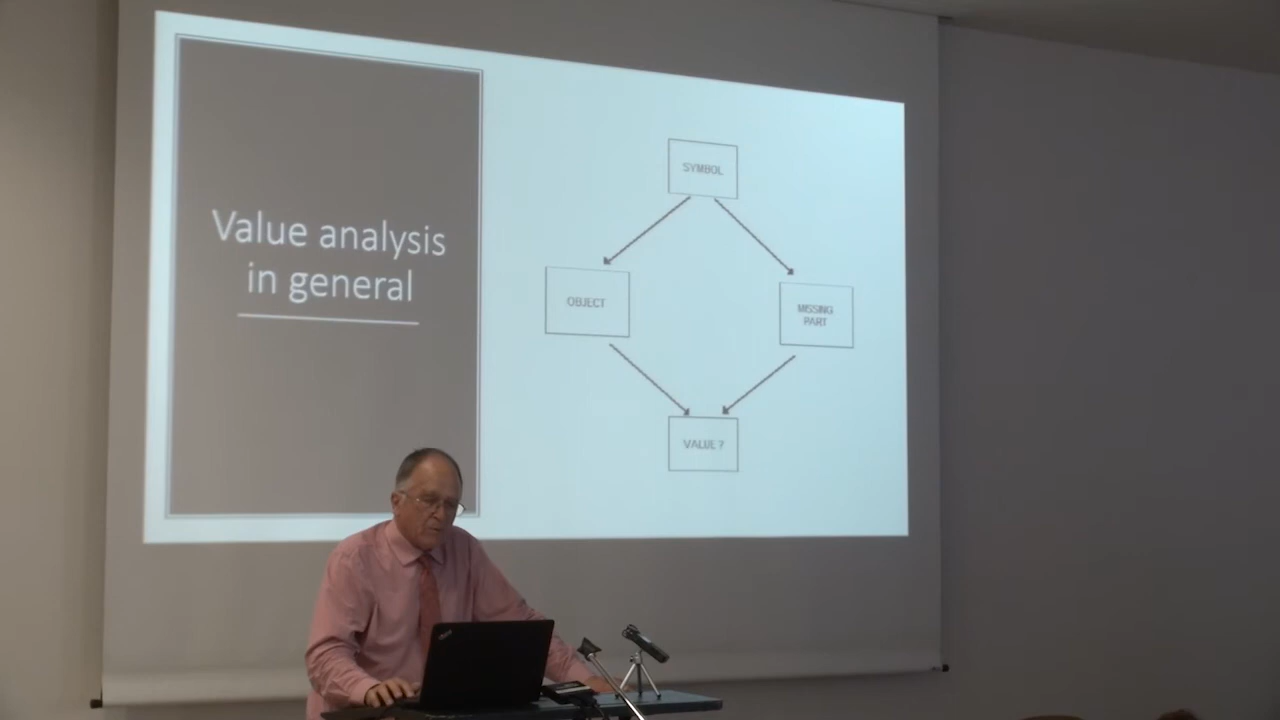 Value analysis
in general
SYMBOL
OBJECT
MISSING
PART
VALUE ?